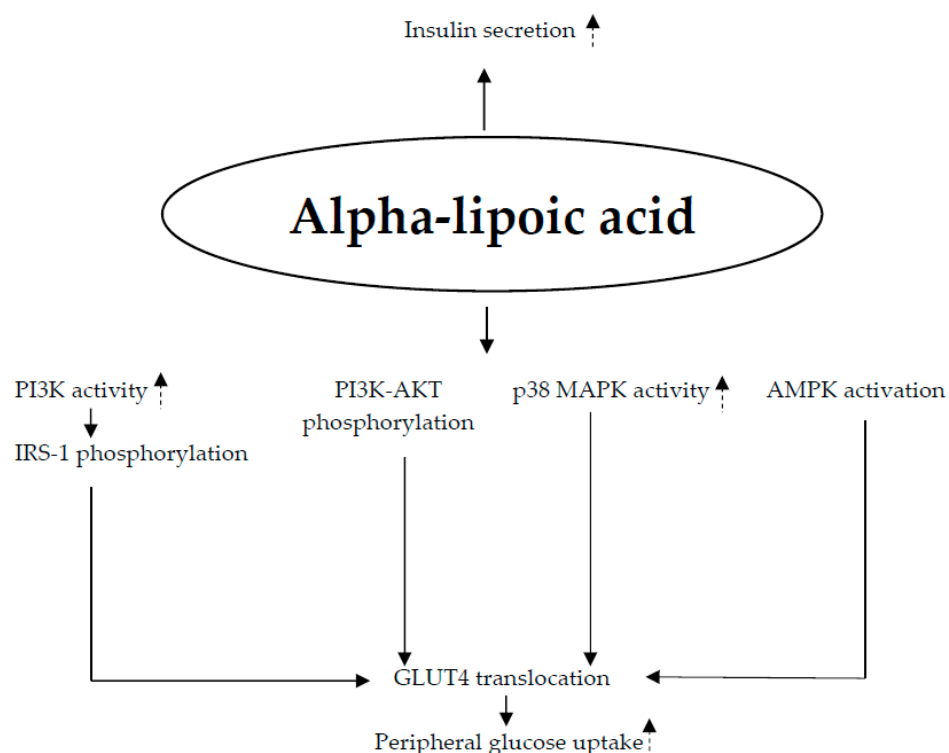 Insulin secretion
Alpha-lipoic acid
PI3K activity
IRS-1 phosphorylation
PI3K-AKT
phosphorylation
p38 MAPK activity
AMPK activation
GLUT4 translocation
Peripheral glucose uptake